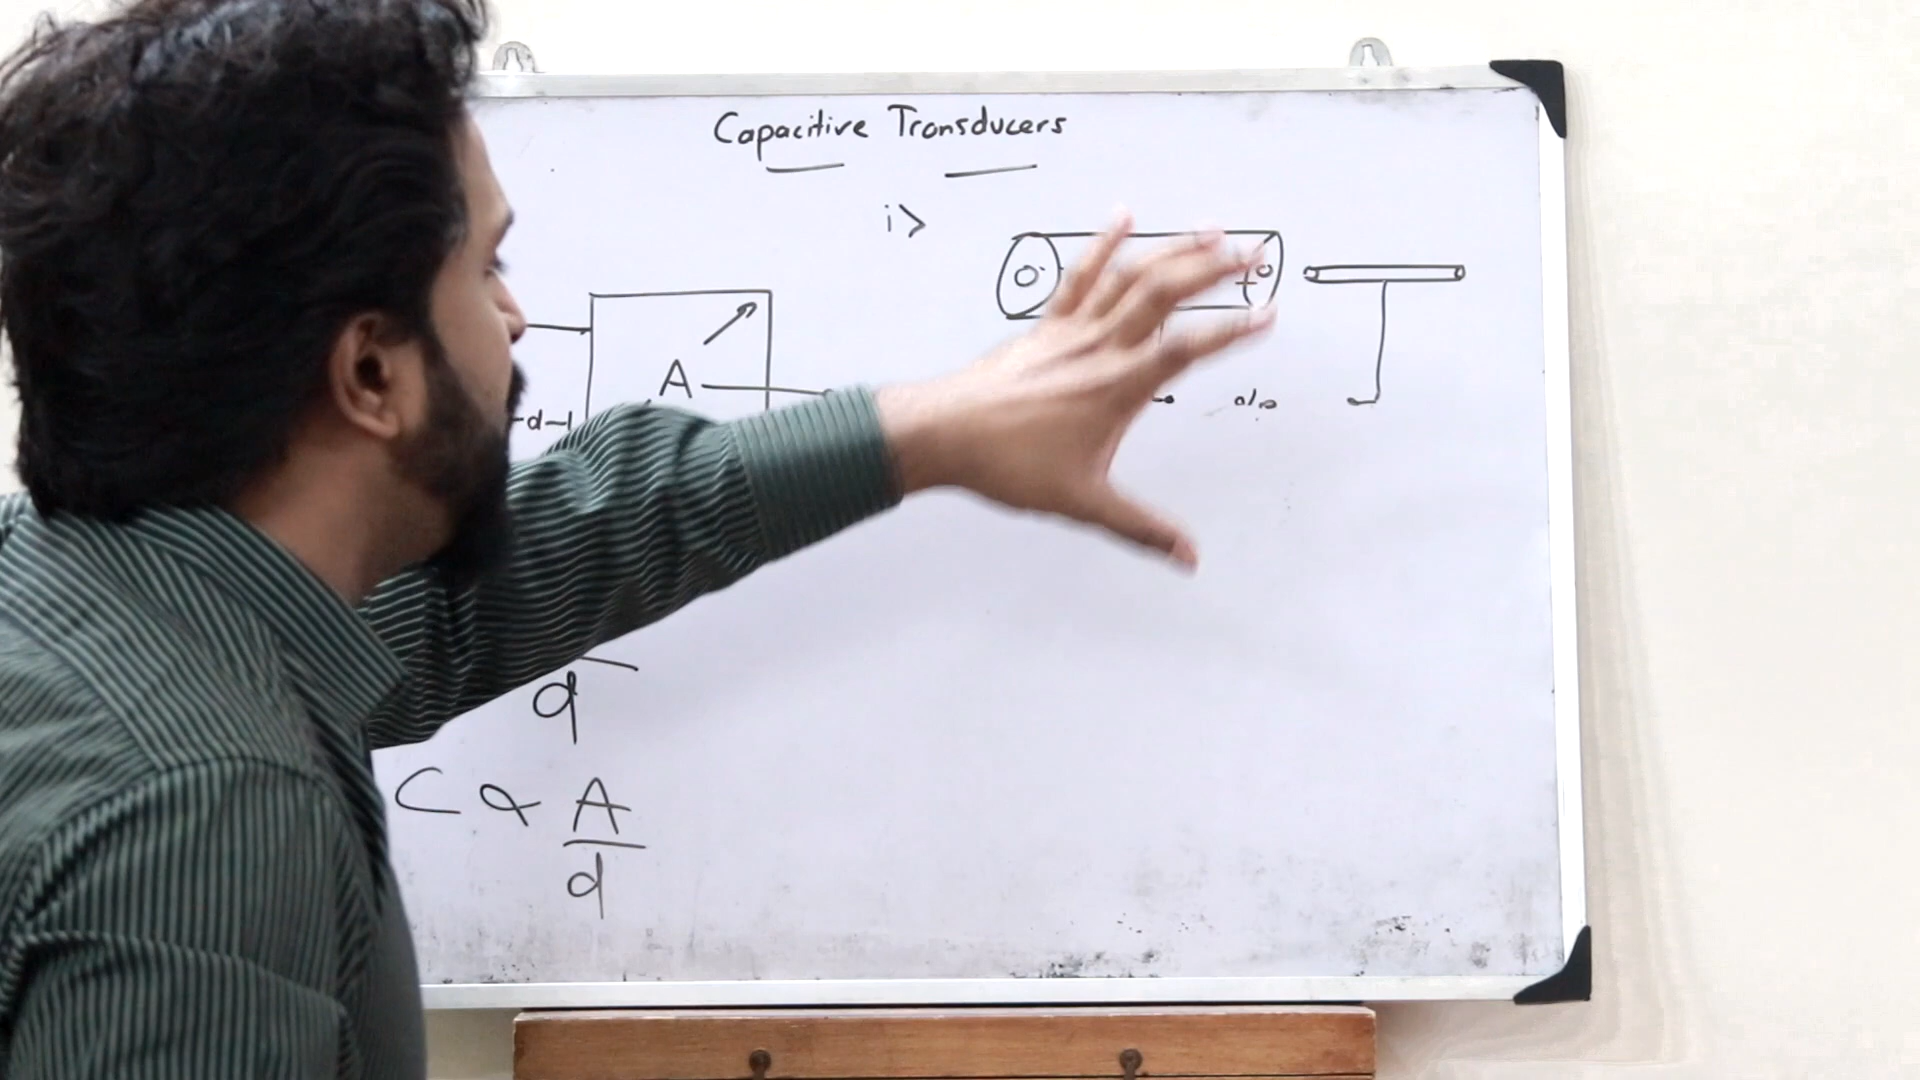 Capacitive Transducers
i>
A
-d-|
o/p
d
C α A
d